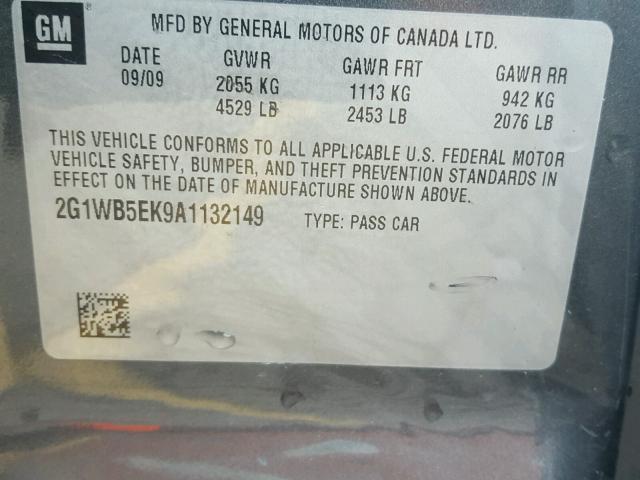 GM
MFD BY GENERAL MOTORS OF CANADA LTD.
DATE GVWR GAWR FRT GAWR RR
09/09 2055 KG 1113 KG 942 KG
4529 LB 2453 LB 2076 LB
THIS VEHICLE CONFORMS TO ALL APPLICABLE U.S. FEDERAL MOTOR
VEHICLE SAFETY, BUMPER, AND THEFT PREVENTION STANDARDS IN
EFFECT ON THE DATE OF MANUFACTURE SHOWN ABOVE.
2G1WB5EK9A1132149 TYPE: PASS CAR